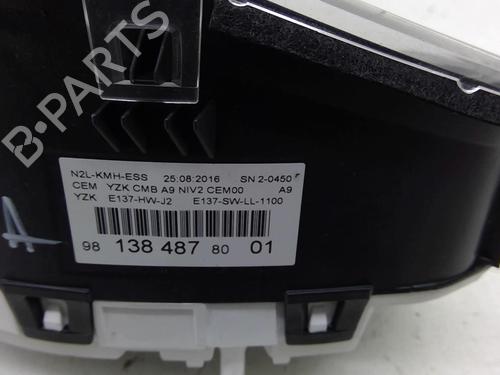 B-PARTS
N2L-KMH-ESS 25:08:2016 SN 2-0450
CEM YZK CMB A9 NIV2 CEM00 A9
YZK E137-HW-J2 E137-SW-LL-1100
98 138 487 80 01
A